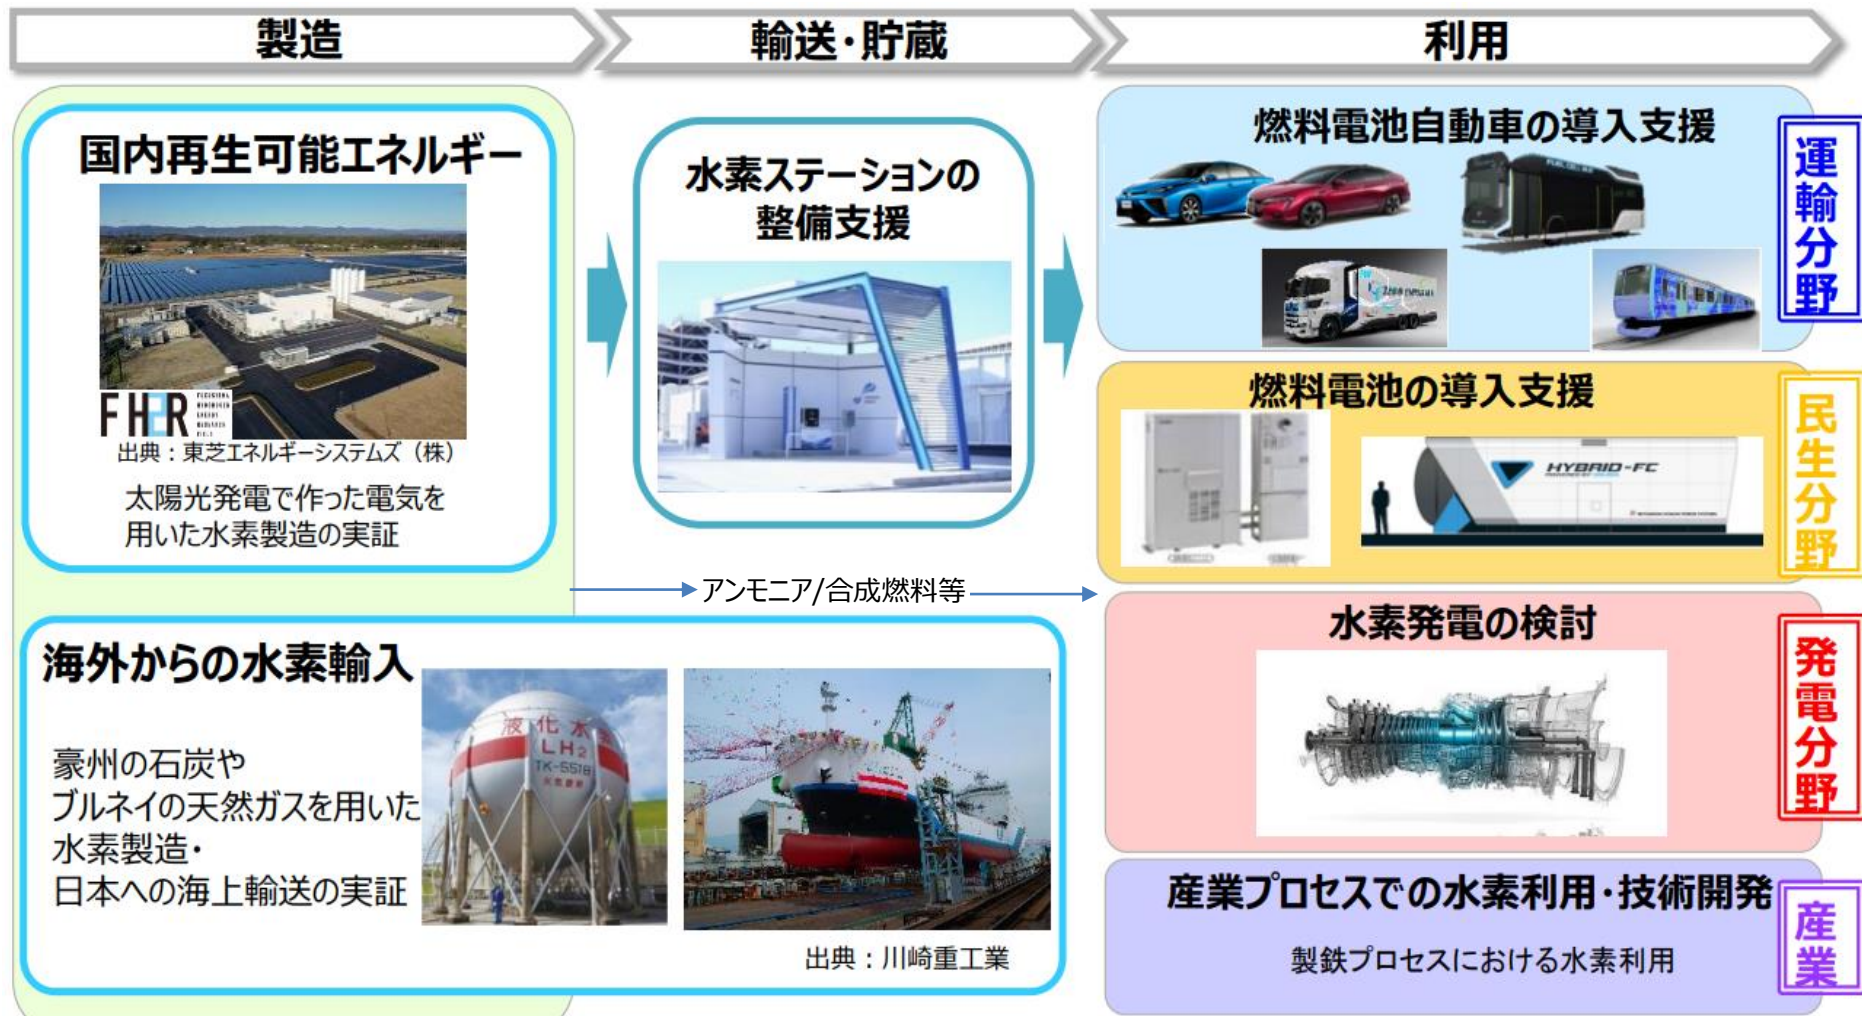 製造
輸送・貯蔵
利用
国内再生可能エネルギー
FH2R
出典：東芝エネルギーシステムズ（株）
太陽光発電で作った電気を
用いた水素製造の実証
水素ステーションの
整備支援
燃料電池自動車の導入支援
運輸分野
燃料電池の導入支援
HYBRID-FC
民生分野
アンモニア/合成燃料等
海外からの水素輸入
豪州の石炭や
ブルネイの天然ガスを用いた
水素製造・
日本への海上輸送の実証
液化水
LH2
TK-5518
出典：川崎重工業
水素発電の検討
発電分野
産業プロセスでの水素利用・技術開発
製鉄プロセスにおける水素利用
産業